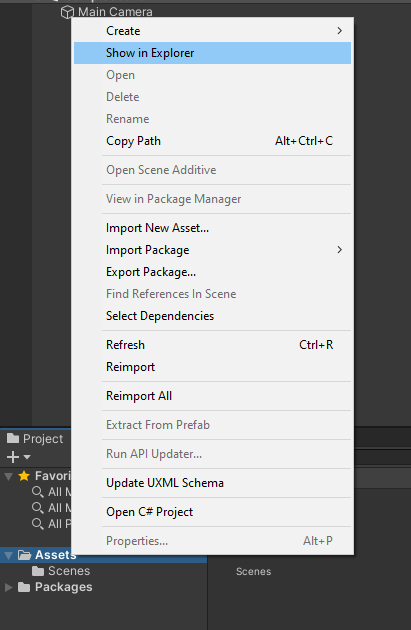 Main Camera
Create
Show in Explorer
Open
Delete
Rename
Copy Path Alt+Ctrl+C
Open Scene Additive
View in Package Manager
Import New Asset...
Import Package
Export Package...
Find References In Scene
Select Dependencies
Refresh Ctrl+R
Reimport
Reimport All
Extract From Prefab
Project
Run API Updater...
Favori
Update UXML Schema
All M
All M
Open C# Project
All P
Properties... Alt+P
Assets
Scenes
Scenes
Packages